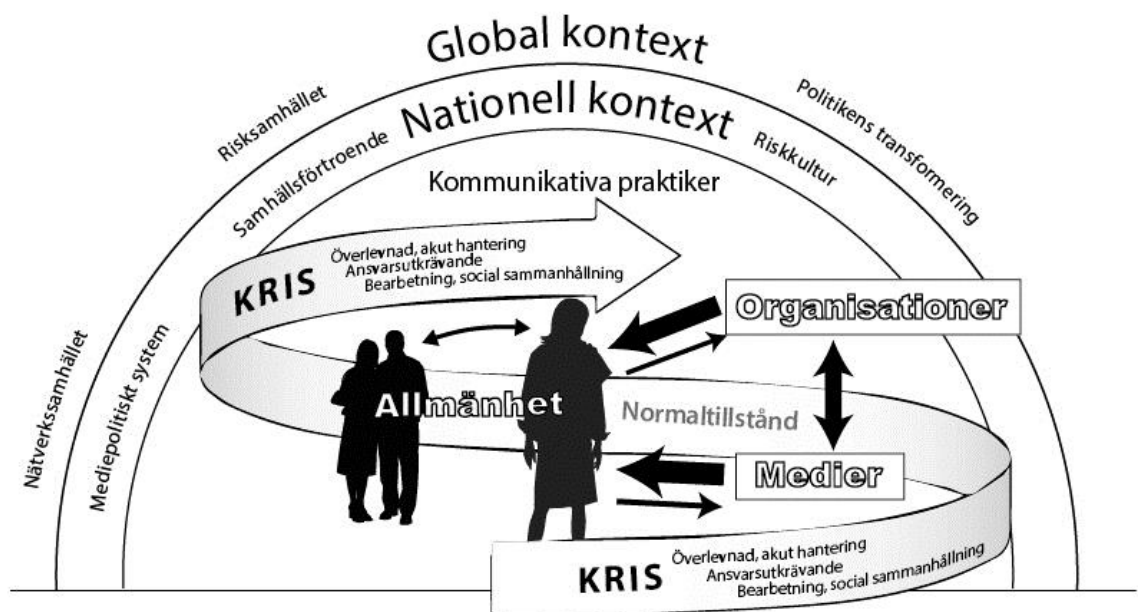 Global kontext
Nationell kontext
Risksamhället
Politikens transformering
Samhällsförtroende
Riskkultur
Kommunikativa praktiker
KRIS
Överlevnad, akut hantering
Ansvarsutkrävande
Bearbetning, social sammanhållning
Organisationer
Nätverkssamhället
Mediepolitiskt system
Allmänhet
Normaltillstånd
Medier
KRIS
Överlevnad, akut hantering
Ansvarsutkrävande
Bearbetning, social sammanhållning